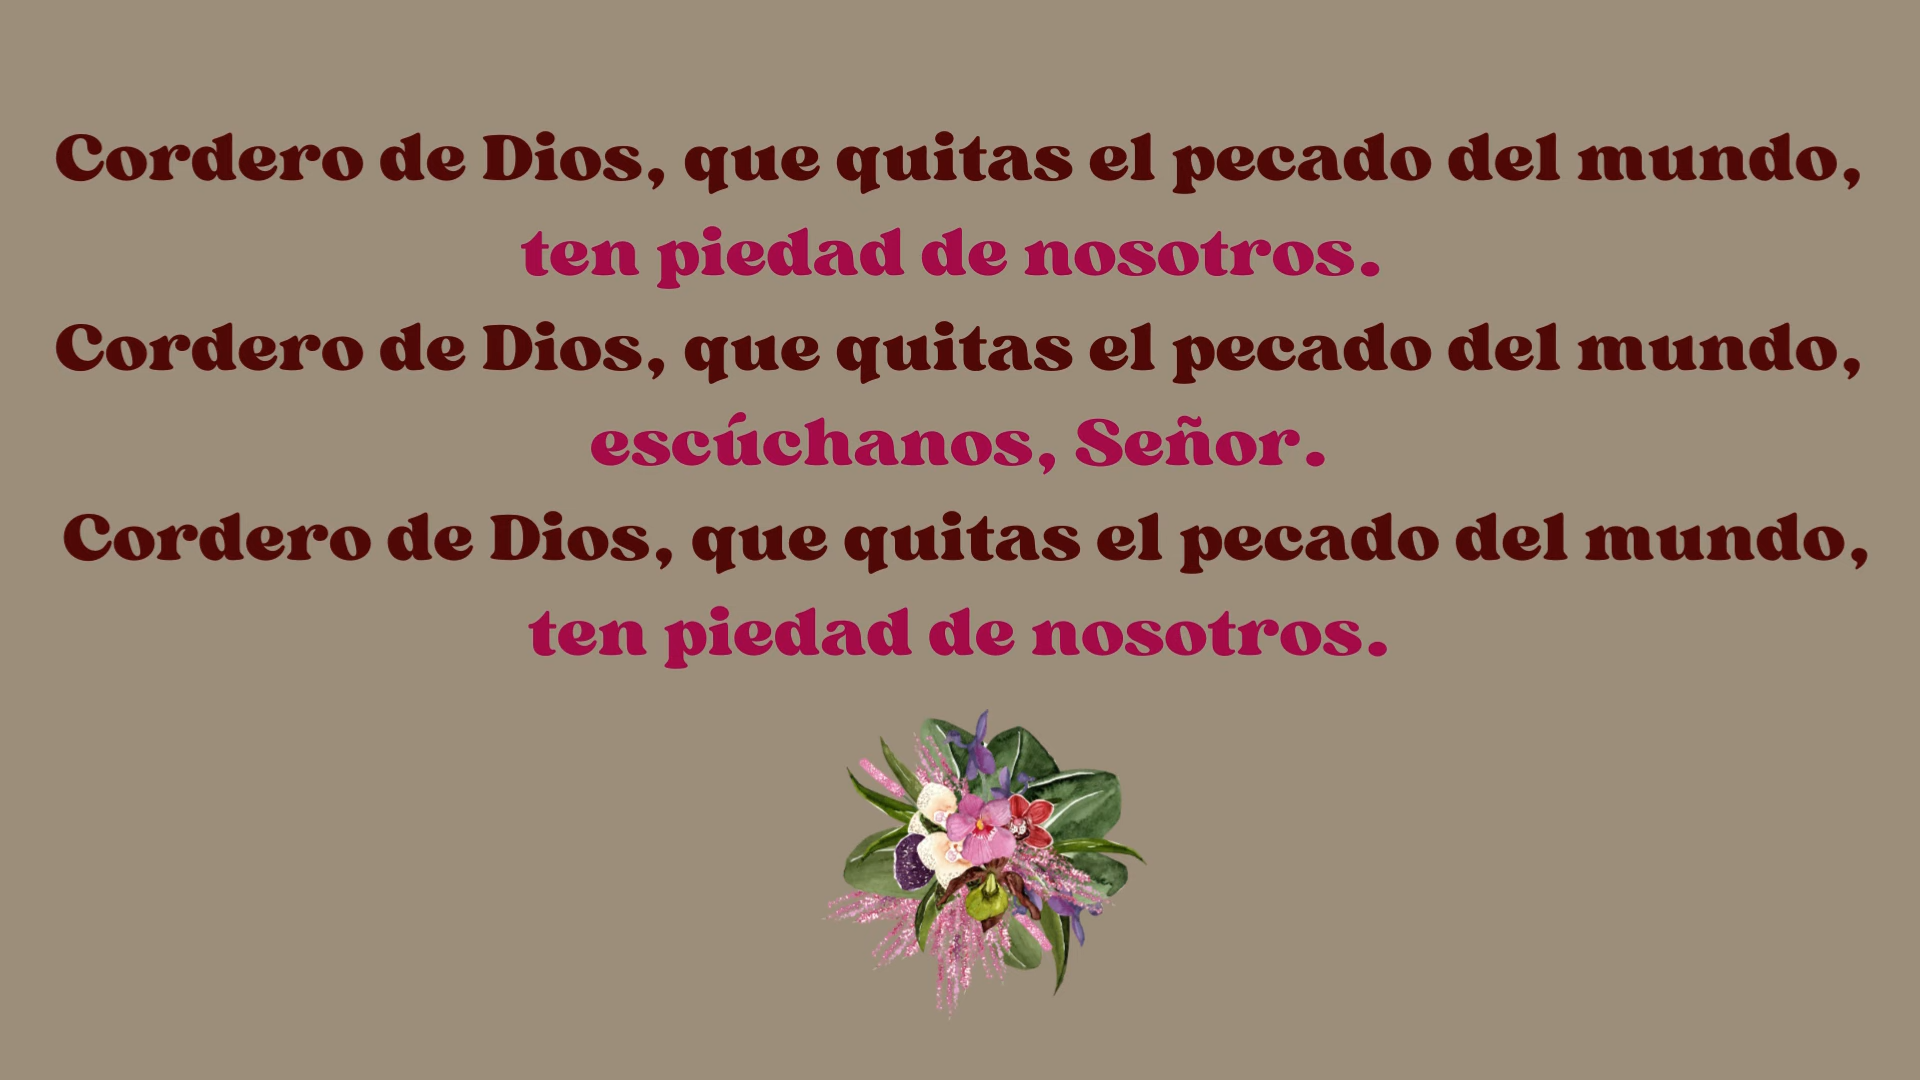 Cordero de Dios, que quitas el pecado del mundo,
ten piedad de nosotros.
Cordero de Dios, que quitas el pecado del mundo,
escúchanos, Señor.
Cordero de Dios, que quitas el pecado del mundo,
ten piedad de nosotros.